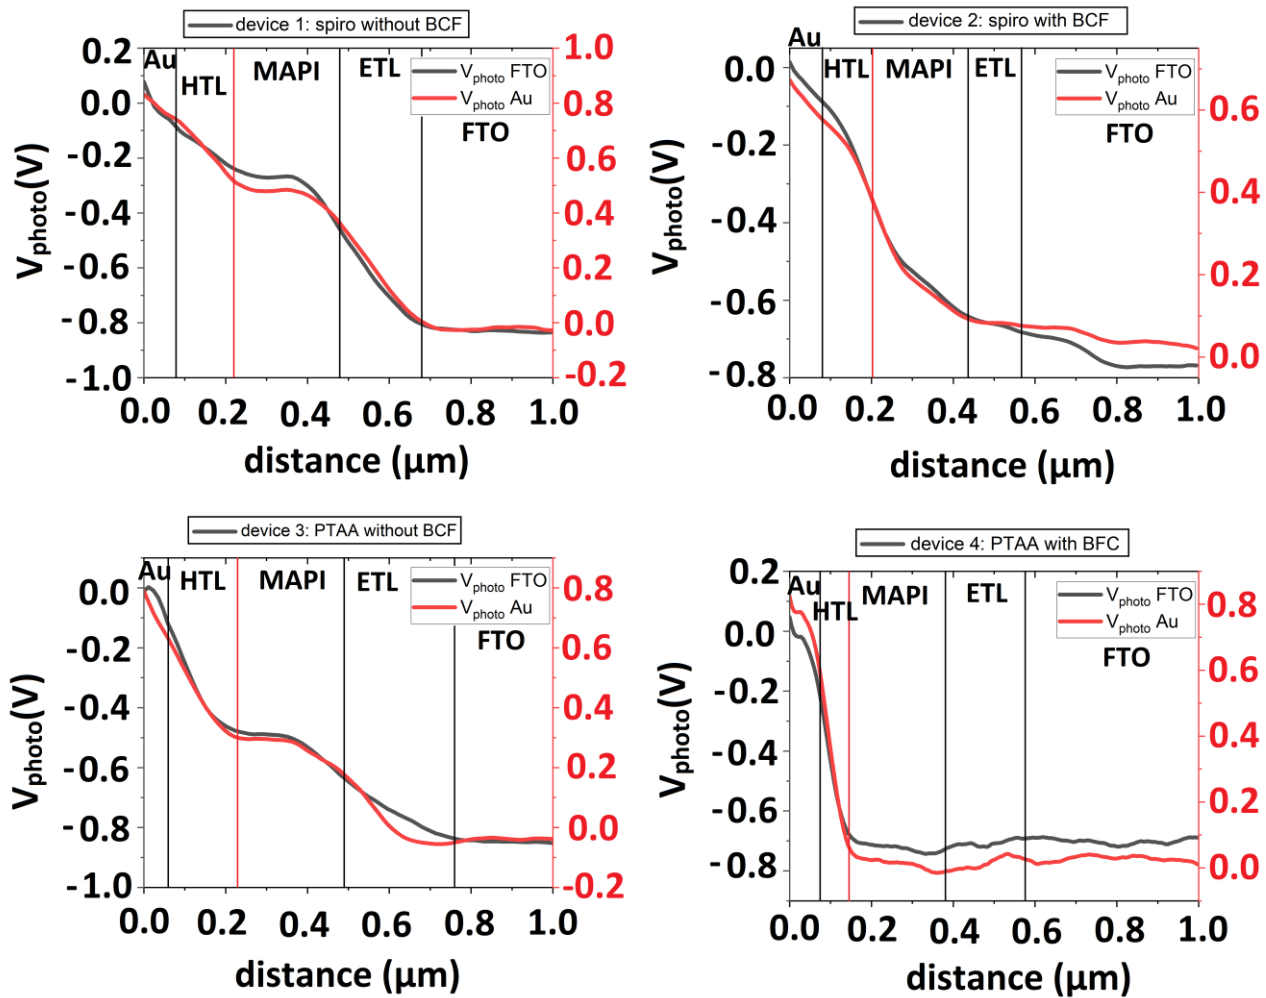 device 1: spiro without BCF
Au
HTL
MAPI
ETL
V photo FTO
V photo Au
FTO
0.2
0.0
-0.2
-0.4
-0.6
-0.8
-1.0
1.0
0.8
0.6
0.4
0.2
0.0
-0.2
Vphoto(V)
0.0 0.2 0.4 0.6 0.8 1.0
distance (μm)
device 2: spiro with BCF
Au
HTL
MAPI
ETL
V photo FTO
V photo Au
FTO
0.0
-0.2
-0.4
-0.6
-0.8
0.6
0.4
0.2
0.0
Vphoto(V)
0.0 0.2 0.4 0.6 0.8 1.0
distance (μm)
device 3: PTAA without BCF
Au
HTL
MAPI
ETL
V photo FTO
V photo Au
FTO
0.0
-0.2
-0.4
-0.6
-0.8
-1.0
0.8
0.6
0.4
0.2
0.0
-0.2
Vphoto(V)
0.0 0.2 0.4 0.6 0.8 1.0
distance (μm)
device 4: PTAA with BFC
Au
HTL
MAPI
ETL
V photo FTO
V photo Au
FTO
0.2
0.0
-0.2
-0.4
-0.6
-0.8
0.8
0.6
0.4
0.2
0.0
Vphoto(V)
0.0 0.2 0.4 0.6 0.8 1.0
distance (μm)